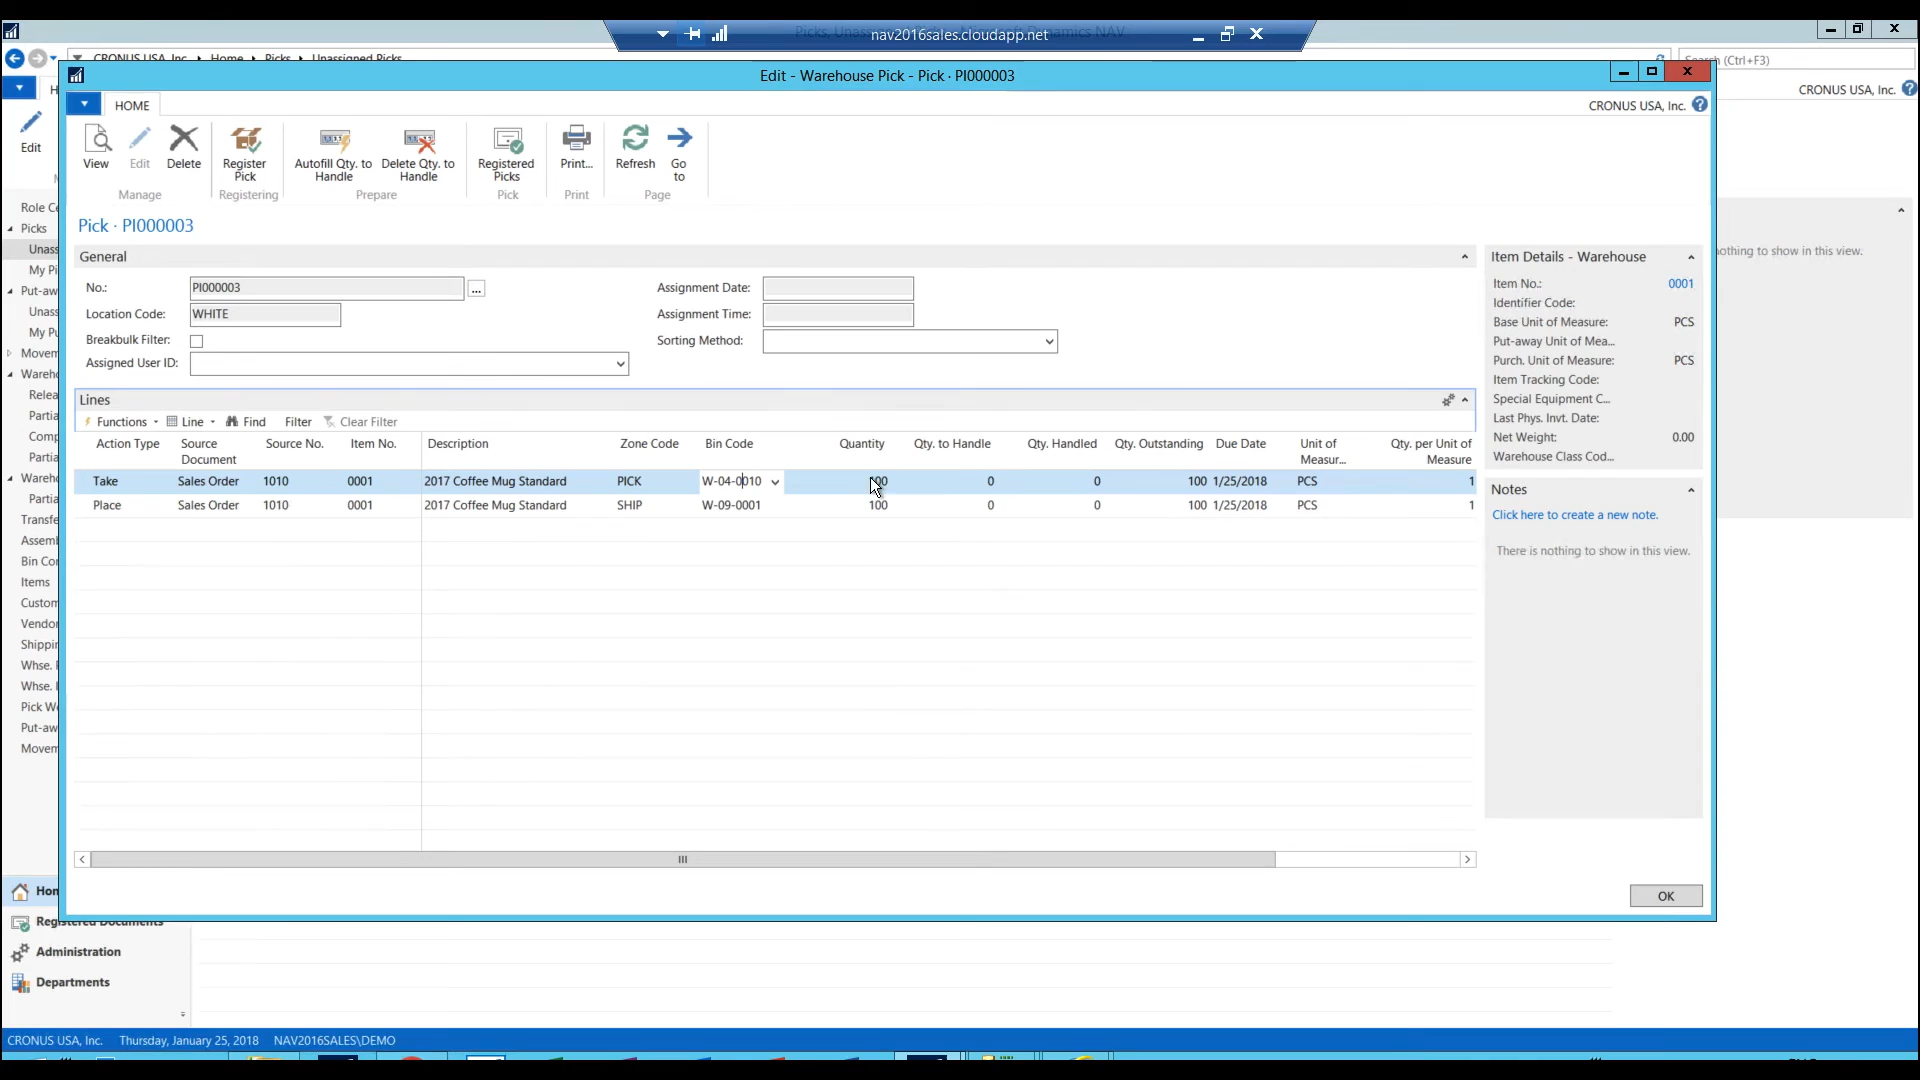 nav2016sales.cloudapp.net
CRONUS USA, Inc. Home Picks Unassigned Picks
(Ctrl+F3)
Edit - Warehouse Pick - Pick · PI000003
HOME
CRONUS USA, Inc.
CRONUS USA, Inc.
Edit
View
Edit
Delete
Register Pick
Autofill Qty. to Handle
Delete Qty. to Handle
Registered Picks
Print...
Refresh
Go to
Manage
Registering
Prepare
Pick
Print
Page
Pick · PI000003
General
No.: PI000003 ...
Location Code: WHITE
Breakbulk Filter:
Assigned User ID:
Assignment Date:
Assignment Time:
Sorting Method:
Lines
Functions Line Find Filter Clear Filter
Action Type Source Document Source No. Item No. Description Zone Code Bin Code Quantity Qty. to Handle Qty. Handled Qty. Outstanding Due Date Unit of Measur... Qty. per Unit of Measure
Take Sales Order 1010 0001 2017 Coffee Mug Standard PICK W-04-0010 100 0 0 100 1/25/2018 PCS 1
Place Sales Order 1010 0001 2017 Coffee Mug Standard SHIP W-09-0001 100 0 0 100 1/25/2018 PCS 1
Item Details - Warehouse
Item No.: 0001
Identifier Code:
Base Unit of Measure: PCS
Put-away Unit of Mea...
Purch. Unit of Measure: PCS
Item Tracking Code:
Special Equipment C...
Last Phys. Invt. Date:
Net Weight: 0.00
Warehouse Class Cod...
Notes
Click here to create a new note.
There is nothing to show in this view.
nothing to show in this view.
OK
Role Ce
Picks
Unass
My Pi
Put-aw
Unass
My Pu
Movem
Wareh
Relea
Partia
Comp
Partia
Wareh
Partia
Transfe
Assem
Bin Cor
Items
Custom
Vendor
Shippir
Whse.
Whse.
Pick We
Put-aw
Movem
Hom
Registered Documents
Administration
Departments
CRONUS USA, Inc. Thursday, January 25, 2018 NAV2016SALES\DEMO